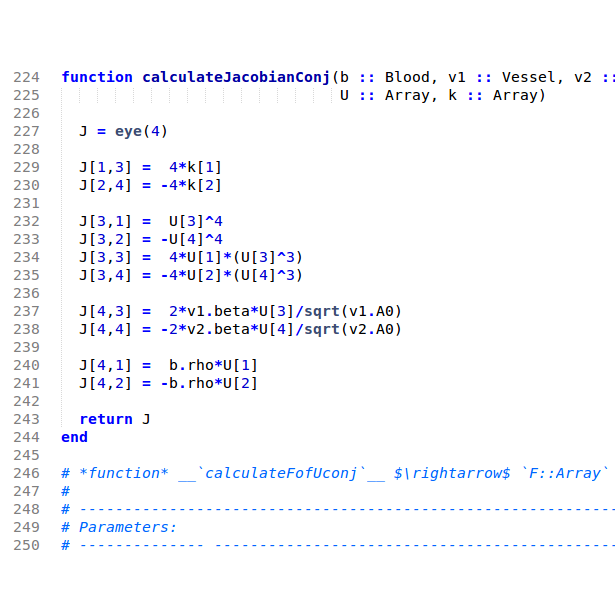 224 function calculateJacobianConj(b :: Blood, v1 :: Vessel, v2 ::
225 U :: Array, k :: Array)
226
227 J = eye(4)
228
229 J[1,3] =  4*k[1]
230 J[2,4] = -4*k[2]
231
232 J[3,1] =  U[3]^4
233 J[3,2] = -U[4]^4
234 J[3,3] =  4*U[1]*(U[3]^3)
235 J[3,4] = -4*U[2]*(U[4]^3)
236
237 J[4,3] =  2*v1.beta*U[3]/sqrt(v1.A0)
238 J[4,4] = -2*v2.beta*U[4]/sqrt(v2.A0)
239
240 J[4,1] =  b.rho*U[1]
241 J[4,2] = -b.rho*U[2]
242
243 return J
244 end
245
246 # *function* __`calculateFofUconj`__ $\rightarrow$ `F::Array`
247 #
248 # ------------------------------------------------------------
249 # Parameters:
250 # -------------- ---------------------------------------------